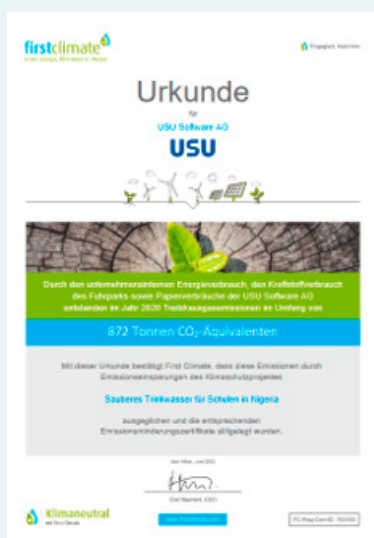 firstclimate
Urkunde
für
USU Software AG
USU
Durch den unternehmensinternen Energieverbrauch, den Kraftstoffverbrauch
des Fuhrparks sowie Papierverbräuche der USU Software AG
entstanden im Jahr 2020 Treibhausgasemissionen im Umfang von
872 Tonnen CO₂-Äquivalenten
Mit dieser Urkunde bestätigt First Climate, dass diese Emissionen durch
Emissionseinsparungen des Klimaschutzprojektes
Sauberes Trinkwasser für Schulen in Nigeria
ausgeglichen und die entsprechenden
Emissionsminderungszertifikate stillgelegt wurden.
Klimaneutral